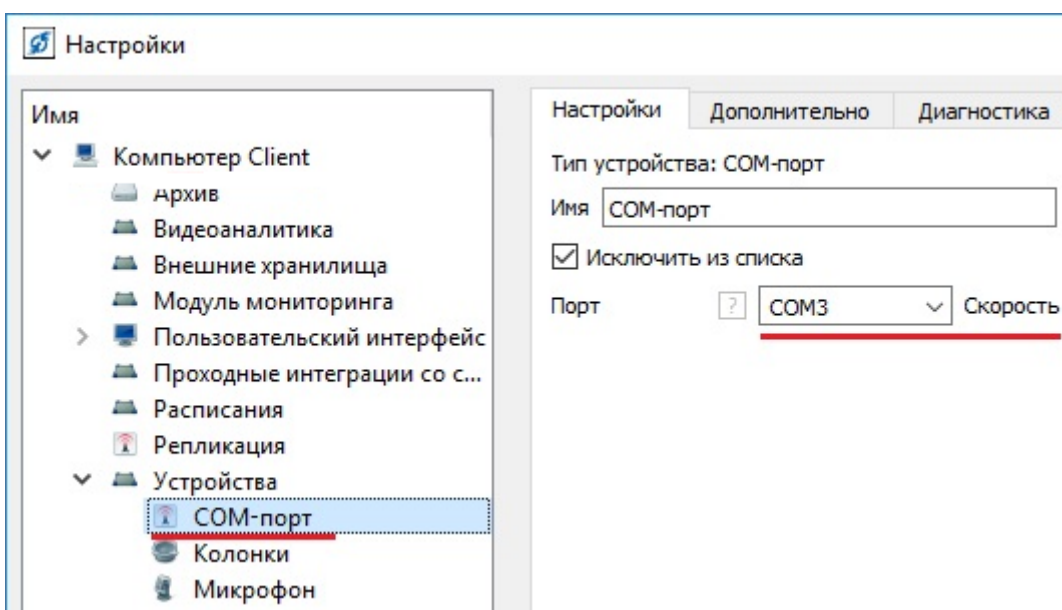 Настройки
Имя
Компьютер Client
Архив
Видеоаналитика
Внешние хранилища
Модуль мониторинга
Пользовательский интерфейс
Проходные интеграции со с...
Расписания
Репликация
Устройства
COM-порт
Колонки
Микрофон
Настройки Дополнительно Диагностика
Тип устройства: COM-порт
Имя COM-порт
Исключить из списка
Порт ? COM3 Скорость